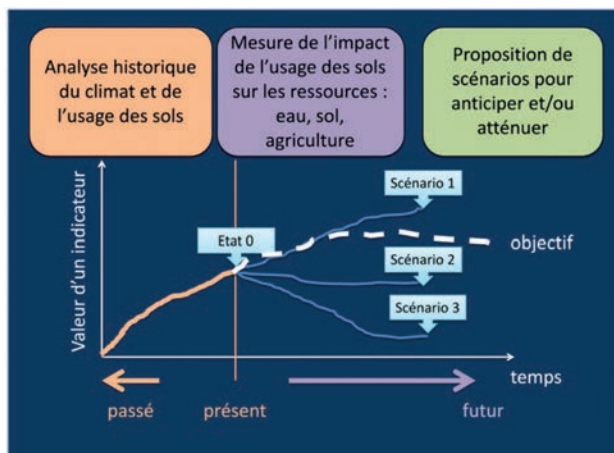 Analyse historique
du climat et de
l'usage des sols
Mesure de l'impact
de l'usage des sols
sur les ressources :
eau, sol,
agriculture
Proposition de
scénarios pour
anticiper et/ou
atténuer
Valeur d'un indicateur
Etat 0
Scénario 1
objectif
Scénario 2
Scénario 3
temps
passé
présent
futur